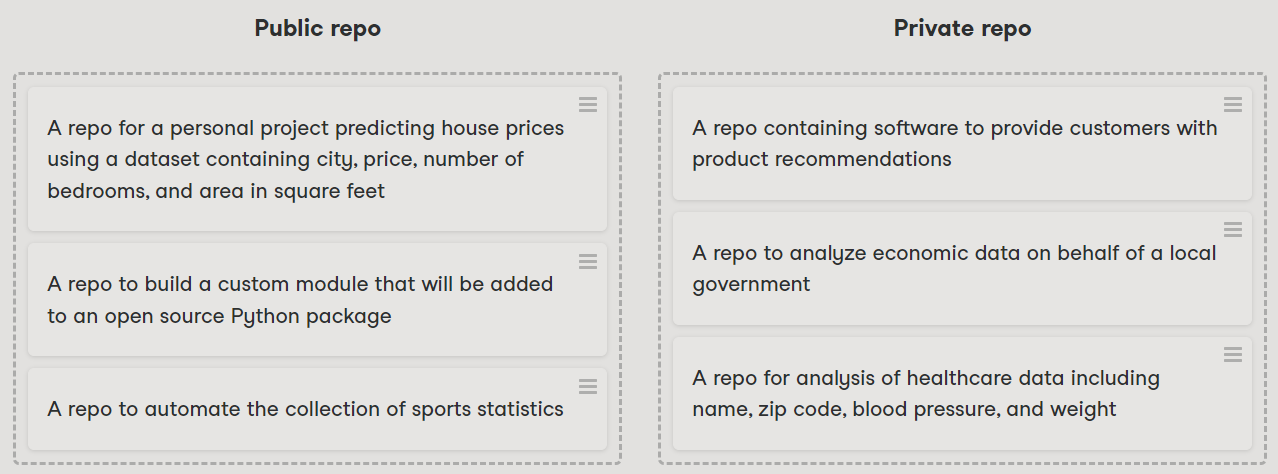 Public repo
A repo for a personal project predicting house prices
using a dataset containing city, price, number of
bedrooms, and area in square feet
A repo to build a custom module that will be added
to an open source Python package
A repo to automate the collection of sports statistics
Private repo
A repo containing software to provide customers with
product recommendations
A repo to analyze economic data on behalf of a local
government
A repo for analysis of healthcare data including
name, zip code, blood pressure, and weight